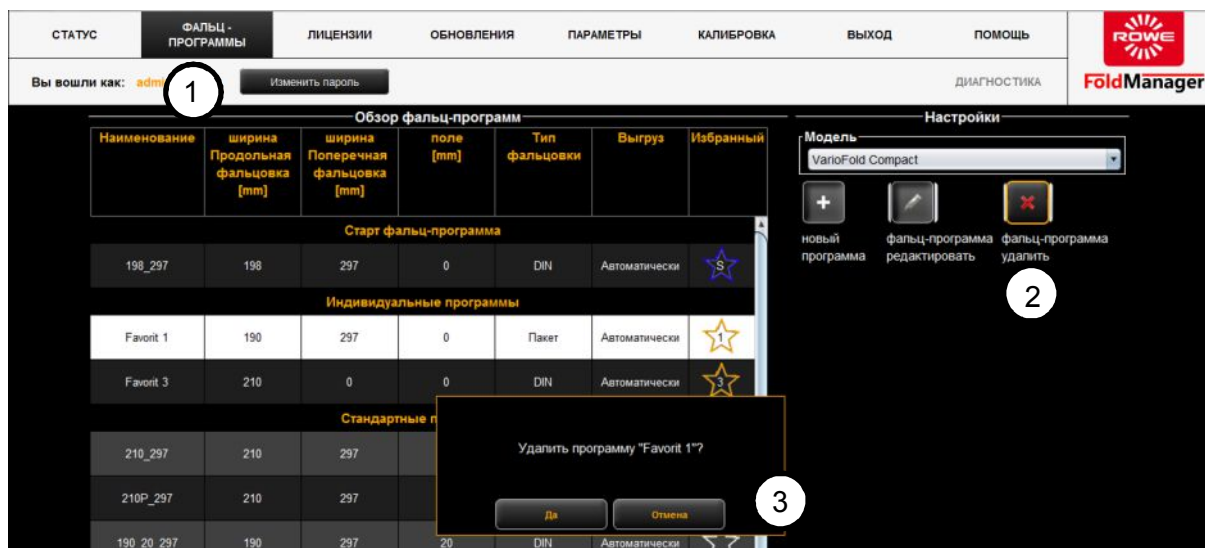 СТАТУС
ФАЛЬЦ -
ПРОГРАММЫ
ЛИЦЕНЗИИ
ОБНОВЛЕНИЯ
ПАРАМЕТРЫ
КАЛИБРОВКА
ВЫХОД
ПОМОЩЬ
ROWE
FoldManager
Вы вошли как:
1
Изменить пароль
ДИАГНОСТИКА
Обзор фальц-программ
Наименование
ширина
Продольная
фальцовка
[mm]
ширина
Поперечная
фальцовка
[mm]
поле
[mm]
Тип
фальцовки
Выгруз
Избранный
Старт фальц-программа
198_297 198 297 0 DIN Автоматически S
Индивидуальные программы
Favorit 1 190 297 0 Пакет Автоматически 1
Favorit 3 210 0 0 DIN Автоматически 3
Стандартные
210_297 210 297
210P_297 210 297
190_20_297 190 297 20 DIN Автоматически
Настройки
Модель
VarioFold Compact
новый
программа
фальц-программа
редактировать
фальц-программа
удалить
2
Удалить программу "Favorit 1"?
Да
Отмена
3